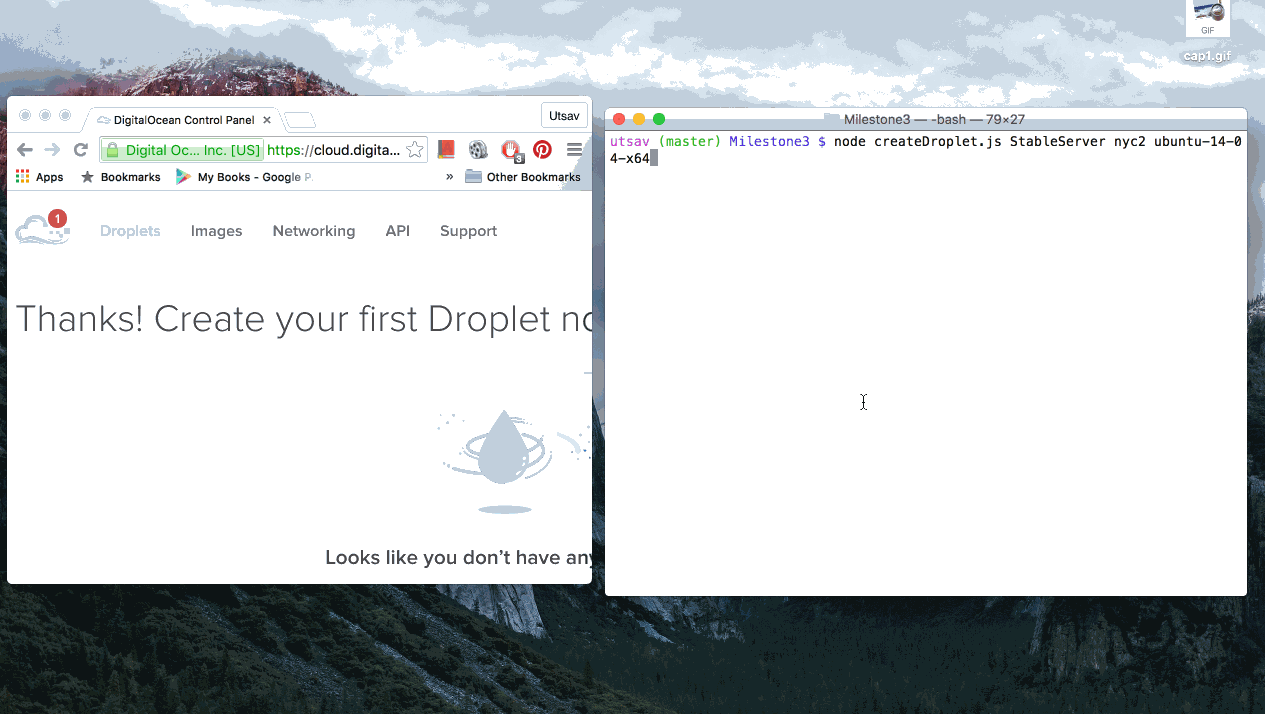 GIF
cap1.gif
DigitalOcean Control Panel
Utsav
Digital Oc... Inc. [US] https://cloud.digita...
3
Apps Bookmarks My Books - Google P. » Other Bookmarks
1
Droplets Images Networking API Support
Thanks! Create your first Droplet no
Looks like you don't have any
Milestone3 — -bash — 79×27
utsav (master) Milestone3 $ node createDroplet.js StableServer nyc2 ubuntu-14-0
4-x64